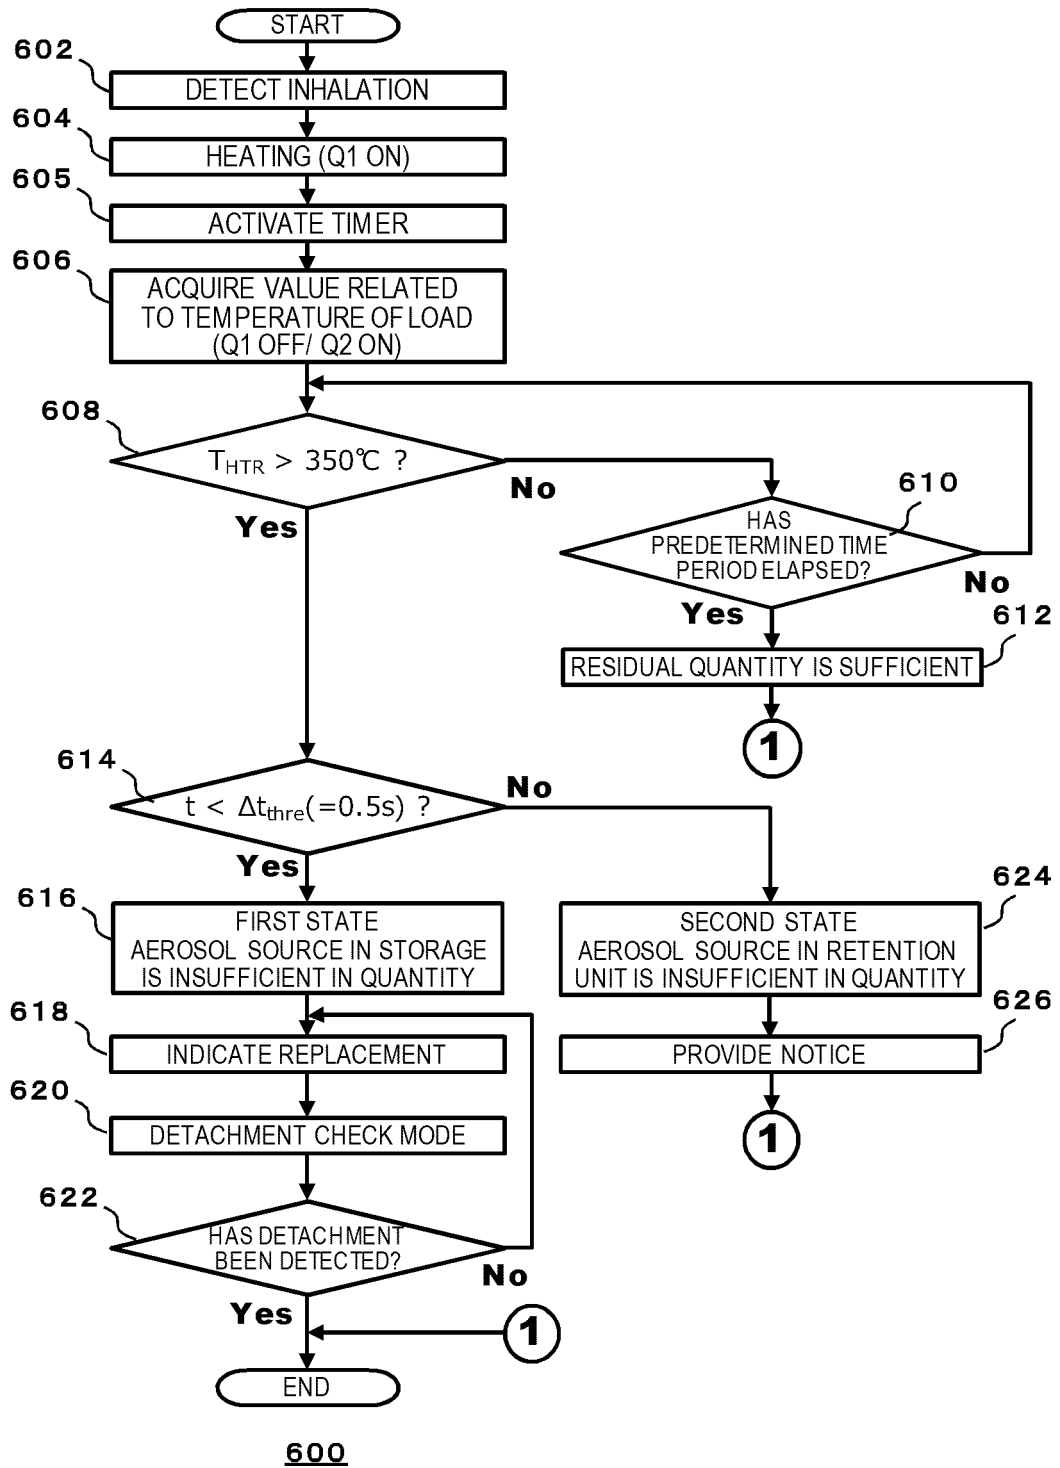 START
602
DETECT INHALATION
604
HEATING (Q1 ON)
605
ACTIVATE TIMER
606
ACQUIRE VALUE RELATED
TO TEMPERATURE OF LOAD
(Q1 OFF/ Q2 ON)
608
THTR > 350℃ ?
No
Yes
610
HAS
PREDETERMINED TIME
PERIOD ELAPSED?
No
Yes
612
RESIDUAL QUANTITY IS SUFFICIENT
1
614
t < Δtthre(=0.5s) ?
No
Yes
616
FIRST STATE
AEROSOL SOURCE IN STORAGE
IS INSUFFICIENT IN QUANTITY
624
SECOND STATE
AEROSOL SOURCE IN RETENTION
UNIT IS INSUFFICIENT IN QUANTITY
618
INDICATE REPLACEMENT
626
PROVIDE NOTICE
1
620
DETACHMENT CHECK MODE
622
HAS DETACHMENT
BEEN DETECTED?
No
Yes
1
END
600